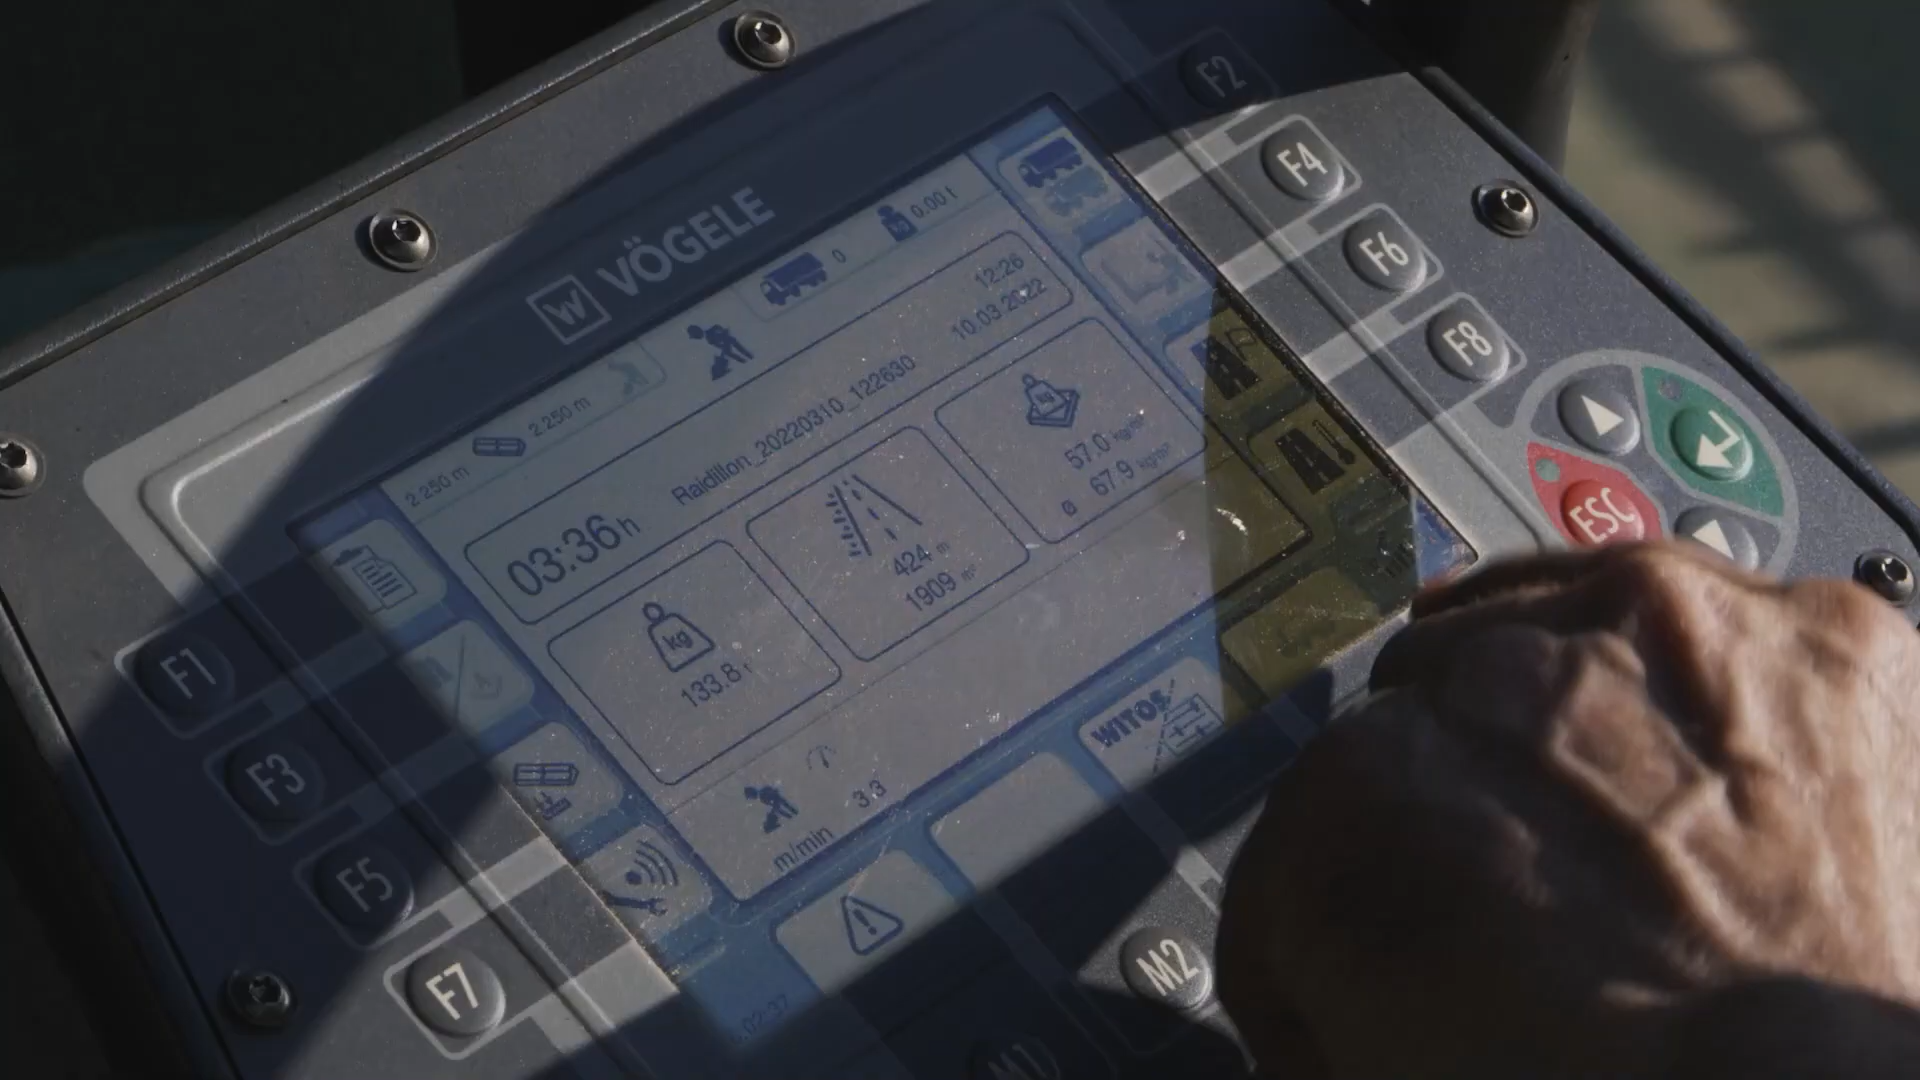 F2
F4
VÖGELE
0.00 t
0
F6
12:26
10.03.2022
F8
2.250 m
2.250 m
Raidillon_20220310_122630
03:36 h
57.0 kg/m²
ø 67.9 kg/m²
424 m
1909 m²
ESC
kg
133.8 t
F1
WITOS
F3
3.3
m/min
F5
M2
F7
M1